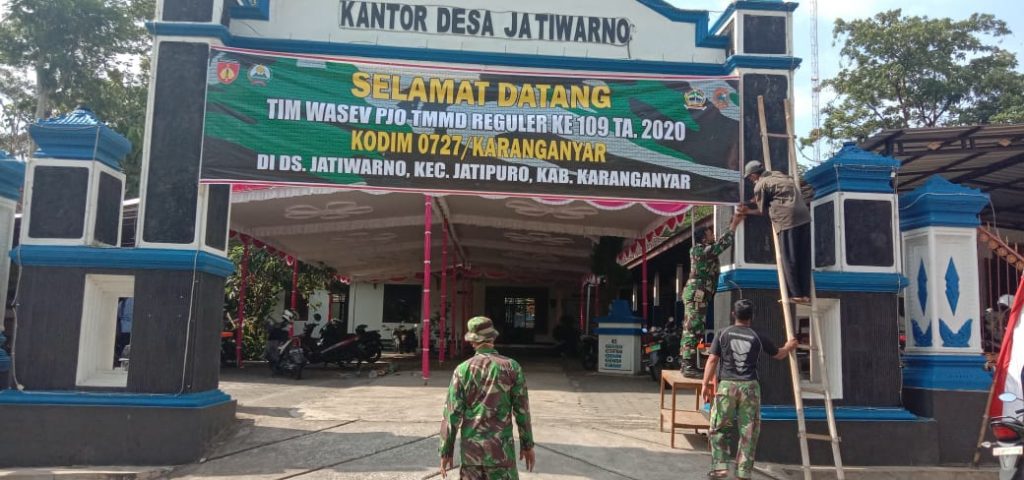 KANTOR DESA JATIWARNO
SELAMAT DATANG
TIM WASEV PJO TMMD REGULER KE 109 TA. 2020
KODIM 0727/KARANGANYAR
DI DS. JATIWARNO, KEC. JATIPURO, KAB. KARANGANYAR